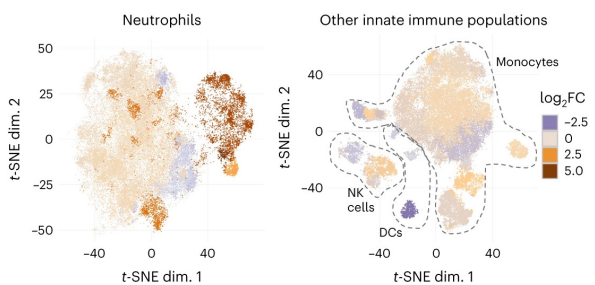 Neutrophils
Other innate immune populations
50
25
0
−25
−50
t-SNE dim. 2
−40
0
40
t-SNE dim. 1
40
0
−40
t-SNE dim. 2
−40
0
40
t-SNE dim. 1
Monocytes
NK
cells
DCs
log2FC
−2.5
0
2.5
5.0